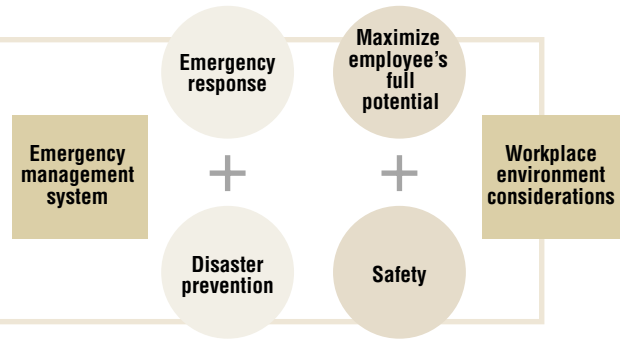 Emergency
management
system
Emergency
response
+
Disaster
prevention
Maximize
employee's
full
potential
+
Safety
Workplace
environment
considerations